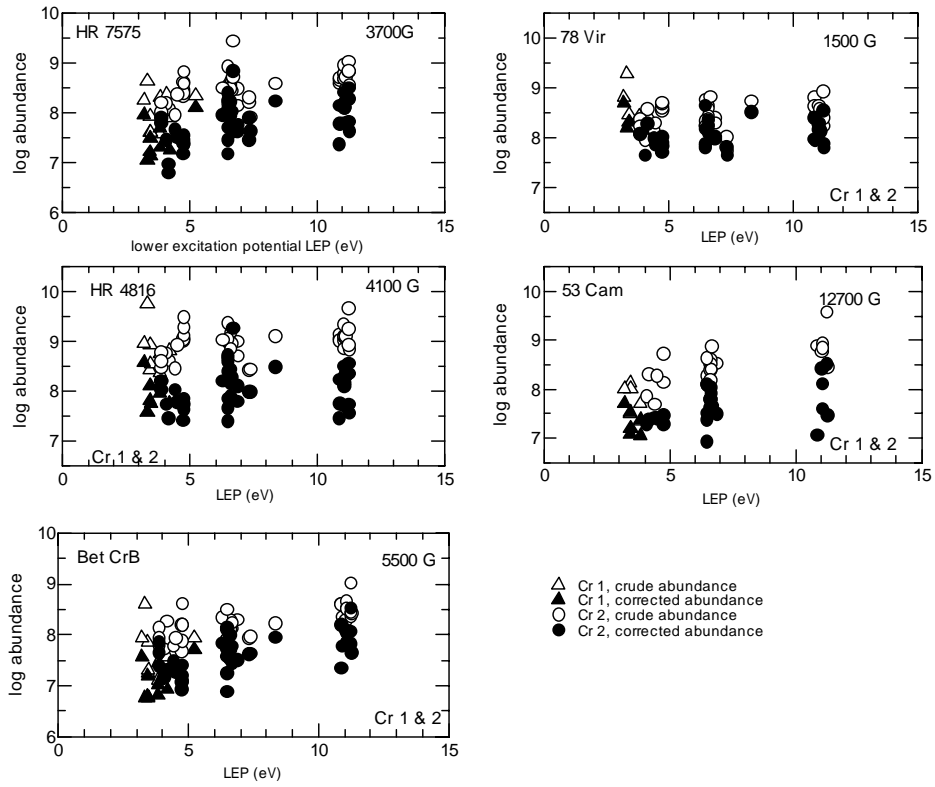 HR 7575 3700G
10
9
8
7
6
log abundance
0 5 10 15
lower excitation potential LEP (eV)
78 Vir 1500 G
10
9
8
7
log abundance
Cr 1 & 2
0 5 10 15
LEP (eV)
HR 4816 4100 G
10
9
8
7
log abundance
Cr 1 & 2
0 5 10 15
LEP (eV)
53 Cam 12700 G
10
9
8
7
log abundance
Cr 1 & 2
0 5 10 15
LEP (eV)
Bet CrB 5500 G
10
9
8
7
6
log abundance
Cr 1 & 2
0 5 10 15
LEP (eV)
Cr 1, crude abundance
Cr 1, corrected abundance
Cr 2, crude abundance
Cr 2, corrected abundance